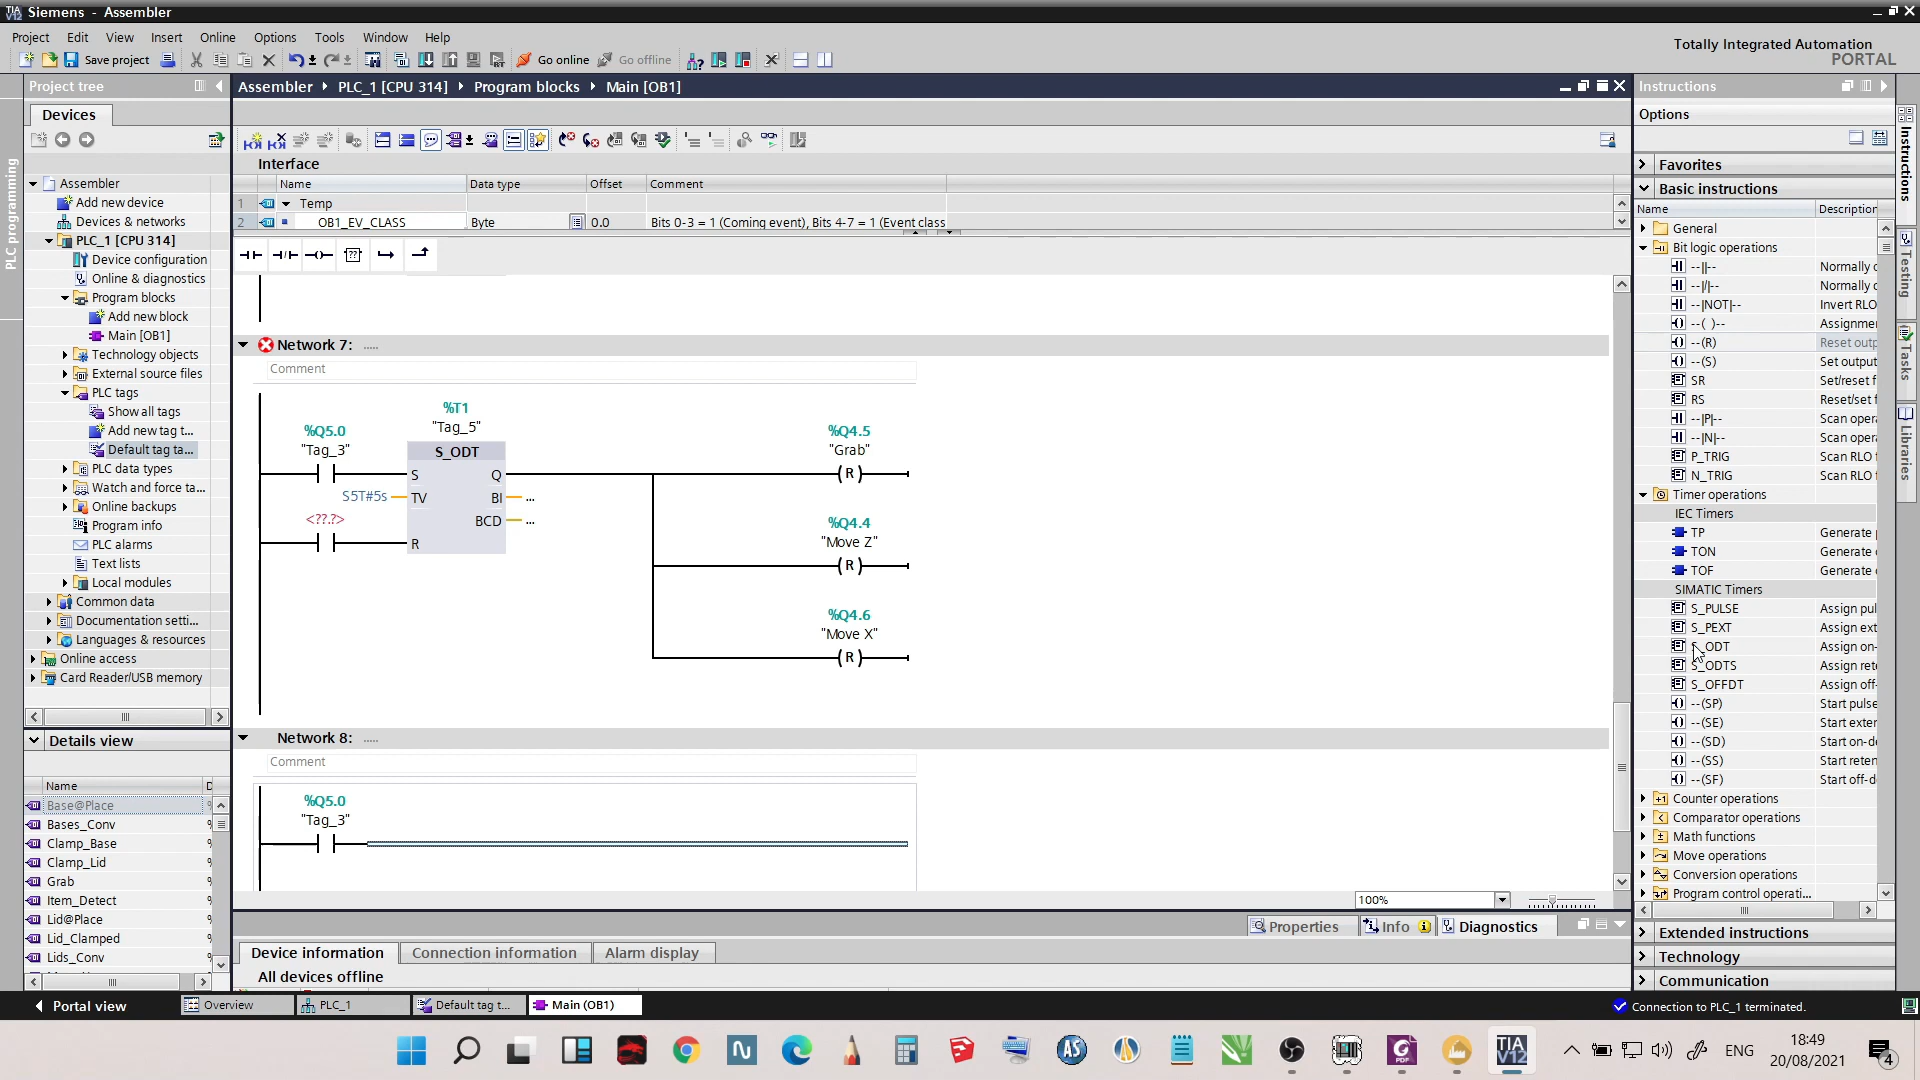 Siemens - Assembler
Project Edit View Insert Online Options Tools Window Help
Totally Integrated Automation
PORTAL
Save project Go online Go offline
Project tree
Assembler PLC_1 [CPU 314] Program blocks Main [OB1]
Instructions
Devices
Options
PLC programming
Interface
Name Data type Offset Comment
1 Temp
2 OB1_EV_CLASS Byte 0.0 Bits 0-3 = 1 (Coming event), Bits 4-7 = 1 (Event class
Assembler
Add new device
Devices & networks
PLC_1 [CPU 314]
Device configuration
Online & diagnostics
Program blocks
Add new block
Main [OB1]
Technology objects
External source files
PLC tags
Show all tags
Add new tag t...
Default tag ta...
PLC data types
Watch and force ta...
Online backups
Program info
PLC alarms
Text lists
Local modules
Common data
Documentation setti...
Languages & resources
Online access
Card Reader/USB memory
Details view
Name
Base@Place
Bases_Conv
Clamp_Base
Clamp_Lid
Grab
Item_Detect
Lid@Place
Lid_Clamped
Lids_Conv
Network 7: .....
Comment
%Q5.0
"Tag_3"
%T1
"Tag_5"
S_ODT
S Q
S5T#5s TV BI ...
<??.?> BCD ...
R
%Q4.5
"Grab"
R
%Q4.4
"Move Z"
R
%Q4.6
"Move X"
R
Network 8: .....
Comment
%Q5.0
"Tag_3"
100%
Properties Info Diagnostics
Device information Connection information Alarm display
All devices offline
Favorites
Basic instructions
Name Description
General
Bit logic operations
--||-- Normally
--|/|-- Normally
--|NOT|-- Invert RLO
--( )-- Assignme
--(R) Reset outp
--(S) Set output
SR Set/reset f
RS Reset/set f
--|P|-- Scan opera
--|N|-- Scan opera
P_TRIG Scan RLO
N_TRIG Scan RLO
Timer operations
IEC Timers
TP Generate
TON Generate
TOF Generate
SIMATIC Timers
S_PULSE Assign pul
S_PEXT Assign ext
S_ODT Assign on-
S_ODTS Assign ret
S_OFFDT Assign off-
--(SP) Start pulse
--(SE) Start exter
--(SD) Start on-de
--(SS) Start reten
--(SF) Start off-d
Counter operations
Comparator operations
Math functions
Move operations
Conversion operations
Program control operati...
Extended instructions
Technology
Communication
Instructions
Testing
Tasks
Libraries
Portal view Overview PLC_1 Default tag t... Main (OB1)
Connection to PLC_1 terminated.
TIA
V12
ENG
18:49
20/08/2021
4